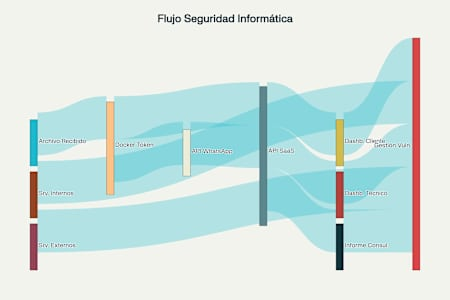 Flujo Seguridad Informática
Archivo Recibido
Docker Token
API WhatsApp
API SaaS
Dashb. Cliente
Gestión Vuln
Srv. Internos
Dashb. Técnico
Srv. Externos
Informe Consul